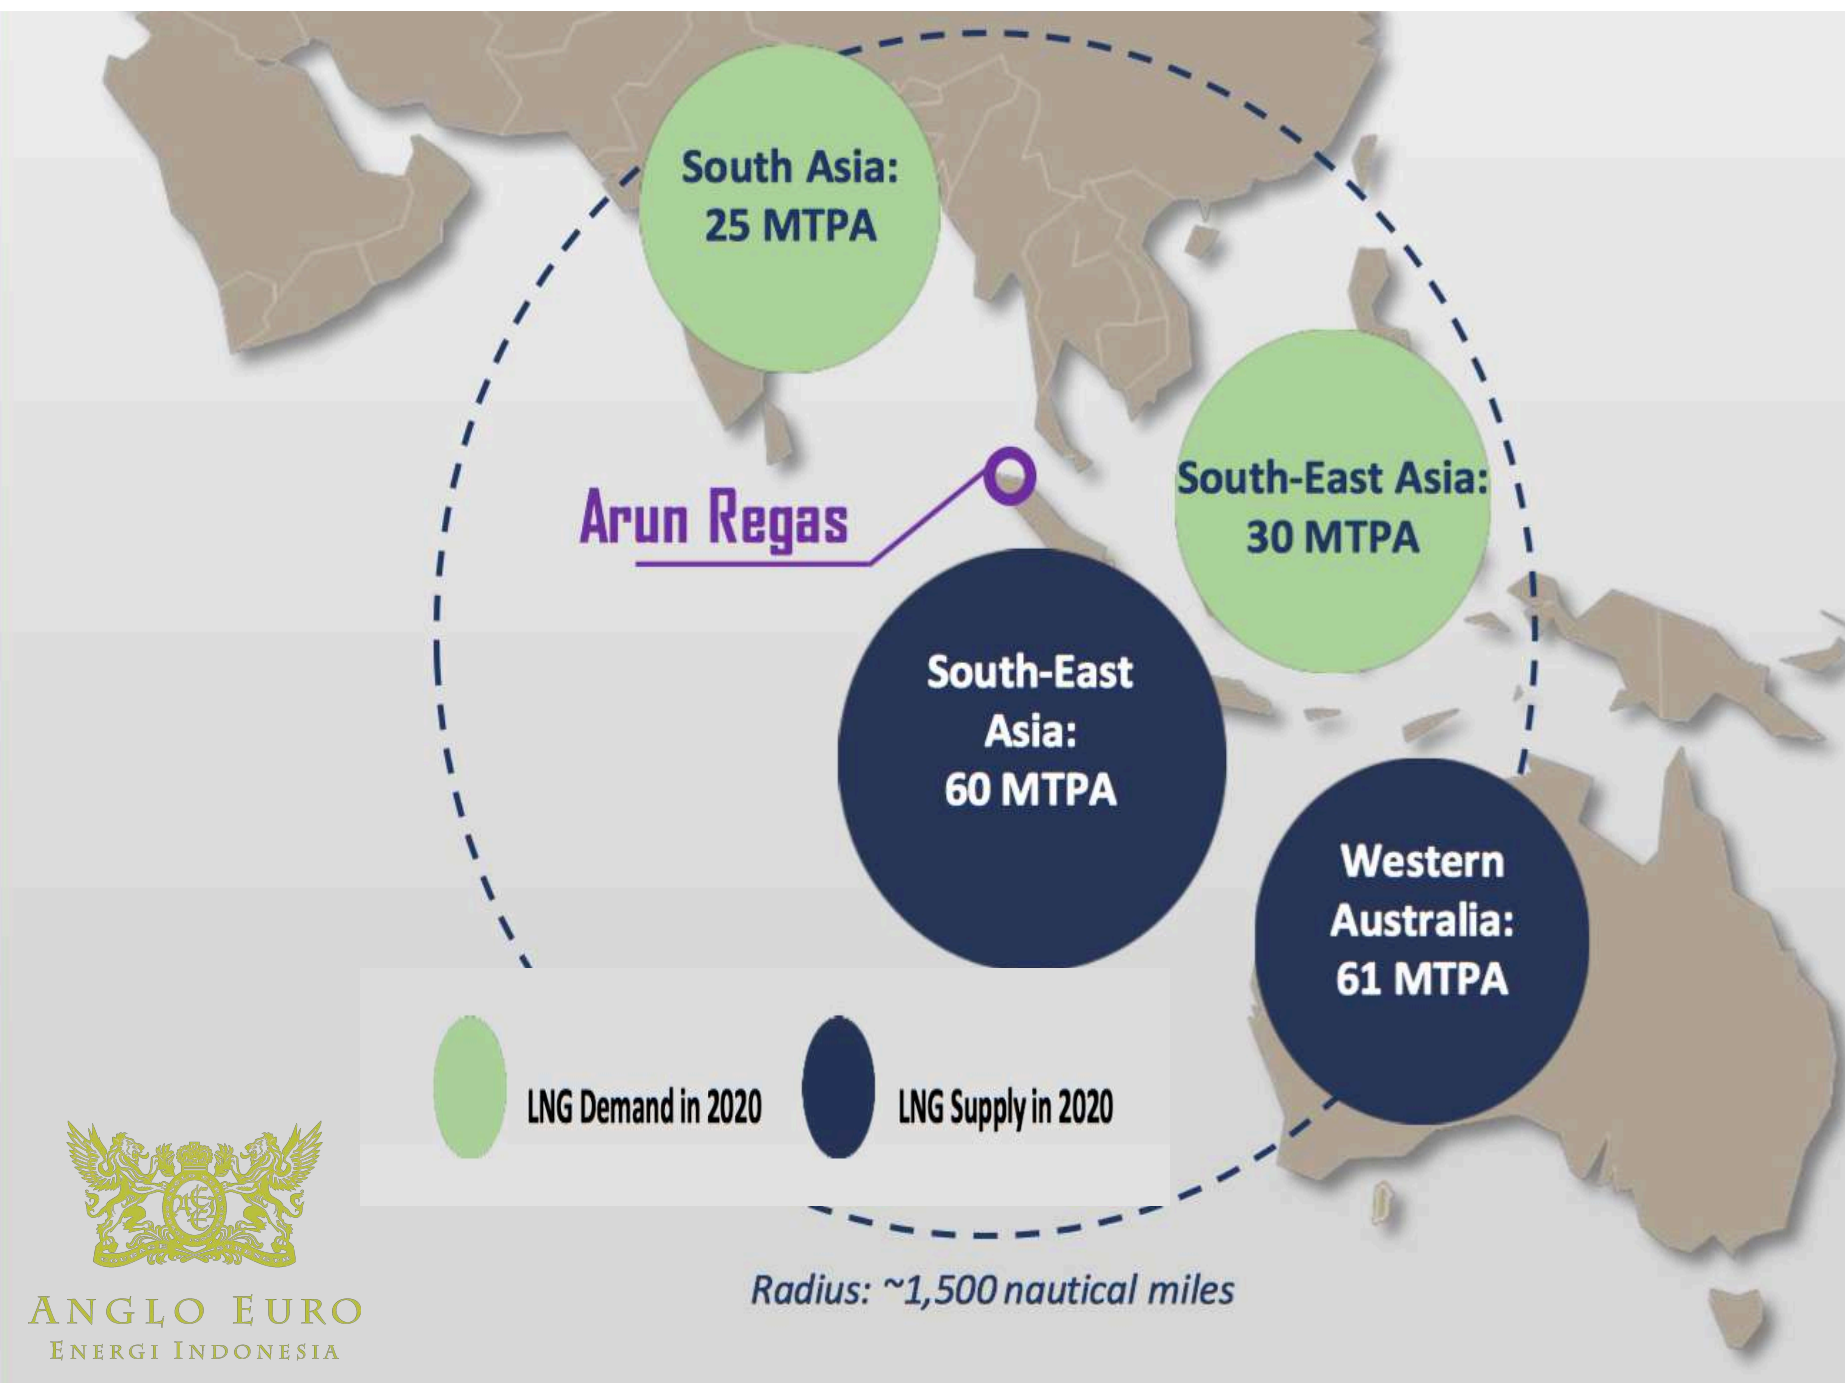 South Asia:
25 MTPA
South-East Asia:
30 MTPA
Arun Regas
South-East
Asia:
60 MTPA
Western
Australia:
61 MTPA
LNG Demand in 2020
LNG Supply in 2020
Radius: ~1,500 nautical miles
ANGLO EURO
ENERGI INDONESIA